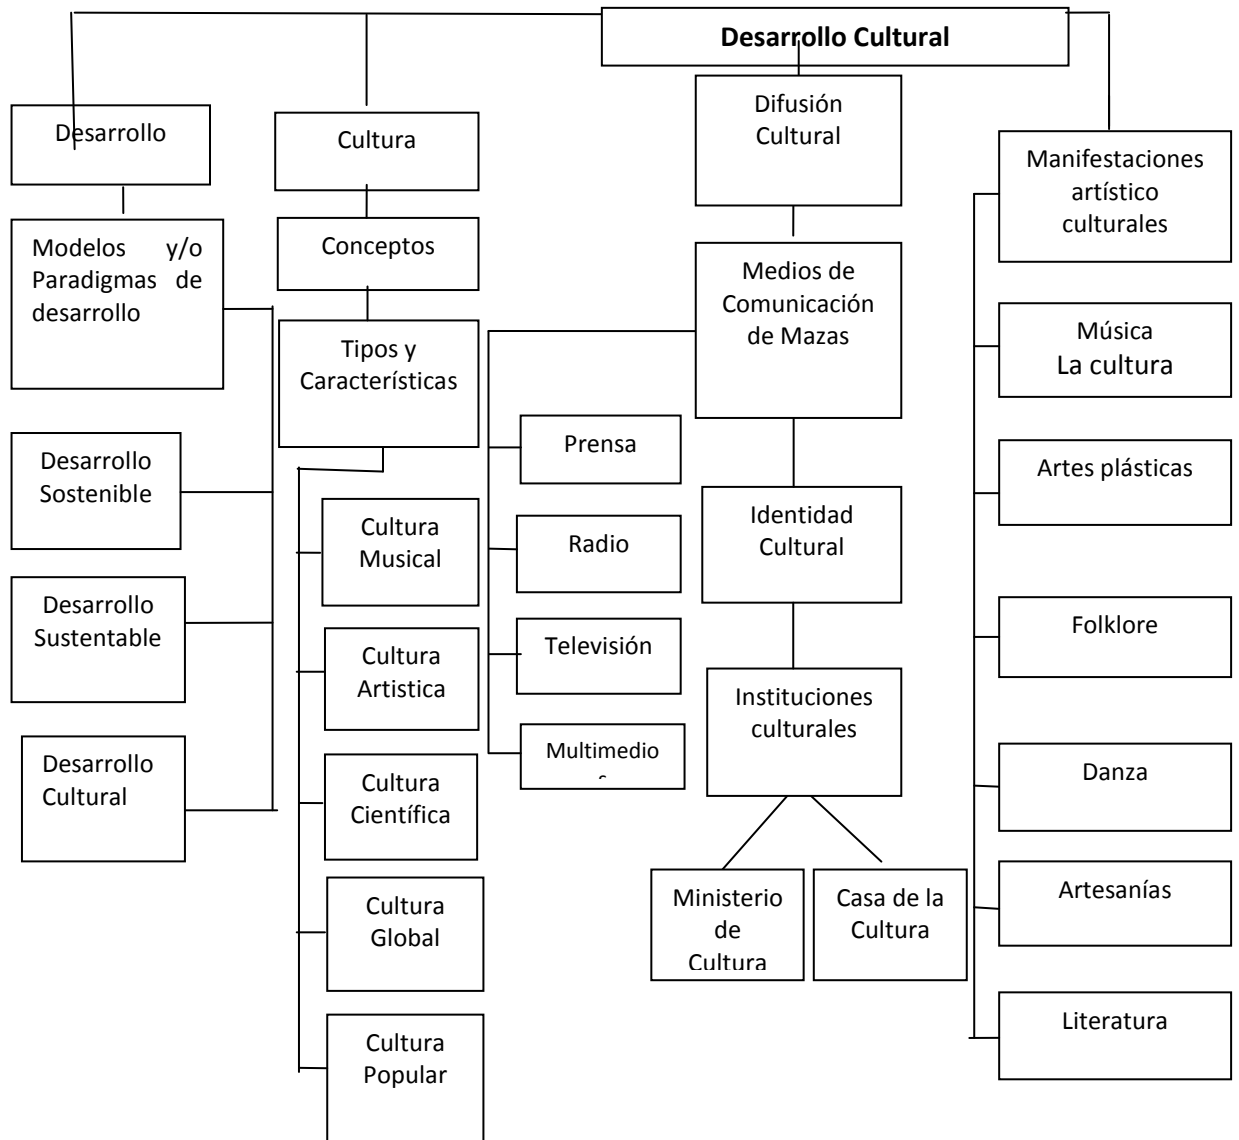 Desarrollo Cultural
Desarrollo
Modelos y/o
Paradigmas de
desarrollo
Desarrollo
Sostenible
Desarrollo
Sustentable
Desarrollo
Cultural
Cultura
Conceptos
Tipos y
Características
Cultura
Musical
Cultura
Artistica
Cultura
Científica
Cultura
Global
Cultura
Popular
Difusión
Cultural
Medios de
Comunicación
de Mazas
Prensa
Radio
Televisión
Multimedio
s
Identidad
Cultural
Instituciones
culturales
Ministerio
de
Cultura
Casa de la
Cultura
Manifestaciones
artístico
culturales
Música
La cultura
Artes plásticas
Folklore
Danza
Artesanías
Literatura